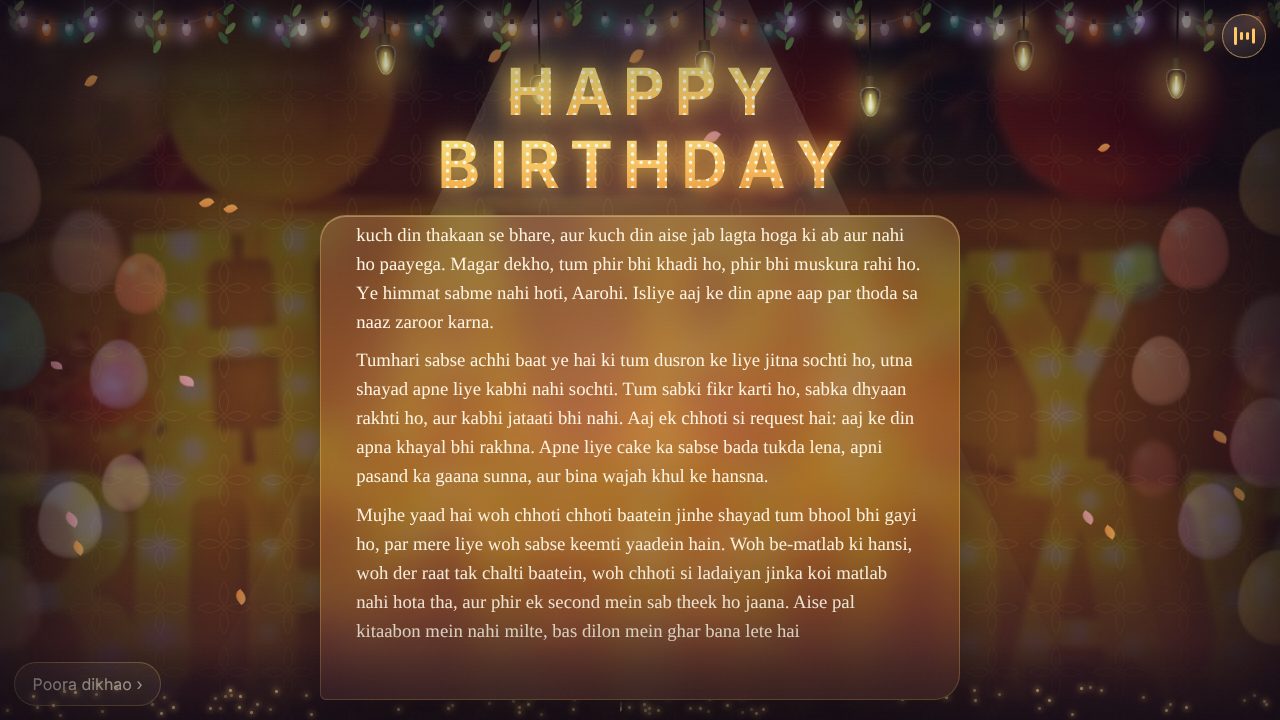 HAPPY
BIRTHDAY
kuch din thakaan se bhare, aur kuch din aise jab lagta hoga ki ab aur nahi
ho paayega. Magar dekho, tum phir bhi khadi ho, phir bhi muskura rahi ho.
Ye himmat sabme nahi hoti, Aarohi. Isliye aaj ke din apne aap par thoda sa
naaz zaroor karna.
Tumhari sabse achhi baat ye hai ki tum dusron ke liye jitna sochti ho, utna
shayad apne liye kabhi nahi sochti. Tum sabki fikr karti ho, sabka dhyaan
rakhti ho, aur kabhi jataati bhi nahi. Aaj ek chhoti si request hai: aaj ke din
apna khayal bhi rakhna. Apne liye cake ka sabse bada tukda lena, apni
pasand ka gaana sunna, aur bina wajah khul ke hansna.
Mujhe yaad hai woh chhoti chhoti baatein jinhe shayad tum bhool bhi gayi
ho, par mere liye woh sabse keemti yaadein hain. Woh be-matlab ki hansi,
woh der raat tak chalti baatein, woh chhoti si ladaiyan jinka koi matlab
nahi hota tha, aur phir ek second mein sab theek ho jaana. Aise pal
kitaabon mein nahi milte, bas dilon mein ghar bana lete hai
Poora dikhao ›